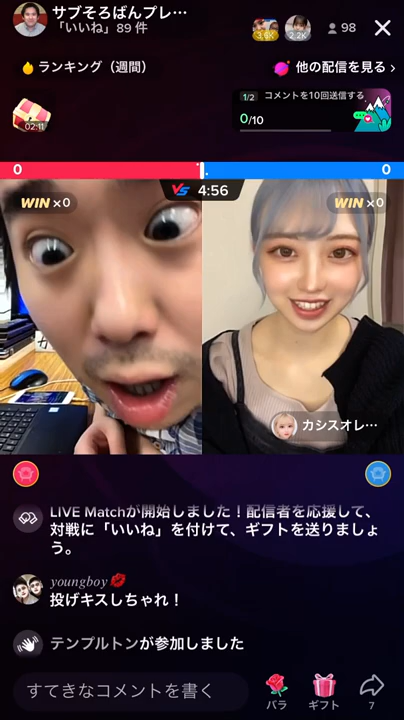 サブそろばんプレ…
「いいね」89 件
3.6K
2.2K
98
ランキング（週間）
他の配信を見る
02:11
1/2 コメントを10回送信する
0/10
0
0
WIN x0
VS 4:56
WIN x0
カシスオレ…
LIVE Matchが開始しました！配信者を応援して、
対戦に「いいね」を付けて、ギフトを送りましょ
う。
youngboy💋
投げキスしちゃれ！
テンプルトンが参加しました
すてきなコメントを書く
バラ
ギフト
7